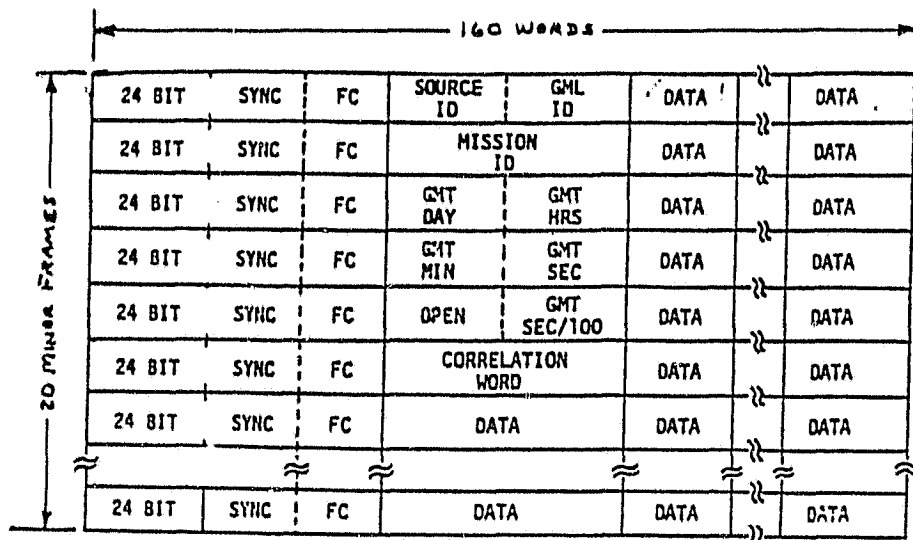 160 WORDS
20 MINOR FRAMES
24 BIT SYNC FC SOURCE ID GML ID DATA DATA
24 BIT SYNC FC MISSION ID DATA DATA
24 BIT SYNC FC GMT DAY GMT HRS DATA DATA
24 BIT SYNC FC GMT MIN GMT SEC DATA DATA
24 BIT SYNC FC OPEN GMT SEC/100 DATA DATA
24 BIT SYNC FC CORRELATION WORD DATA DATA
24 BIT SYNC FC DATA DATA DATA
24 BIT SYNC FC DATA DATA DATA